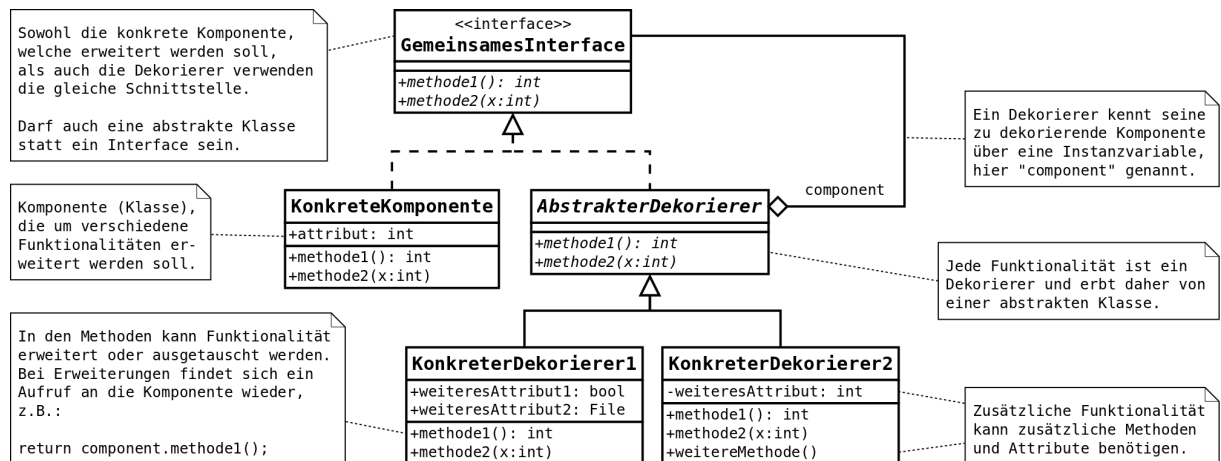 Sowohl die konkrete Komponente,
welche erweitert werden soll,
als auch die Dekorierer verwenden
die gleiche Schnittstelle.
Darf auch eine abstrakte Klasse
statt ein Interface sein.
<<interface>>
GemeinsamesInterface
+methode1(): int
+methode2(x:int)
Ein Dekorierer kennt seine
zu dekorierende Komponente
über eine Instanzvariable,
hier "component" genannt.
component
Komponente (Klasse),
die um verschiedene
Funktionalitäten er-
weitert werden soll.
KonkreteKomponente
+attribut: int
+methode1(): int
+methode2(x:int)
AbstrakterDekorierer
+methode1(): int
+methode2(x:int)
Jede Funktionalität ist ein
Dekorierer und erbt daher von
einer abstrakten Klasse.
In den Methoden kann Funktionalität
erweitert oder ausgetauscht werden.
Bei Erweiterungen findet sich ein
Aufruf an die Komponente wieder,
z.B.:
return component.methode1();
KonkreterDekorierer1
+weiteresAttribut1: bool
+weiteresAttribut2: File
+methode1(): int
+methode2(x:int)
KonkreterDekorierer2
-weiteresAttribut: int
+methode1(): int
+methode2(x:int)
+weitereMethode()
Zusätzliche Funktionalität
kann zusätzliche Methoden
und Attribute benötigen.